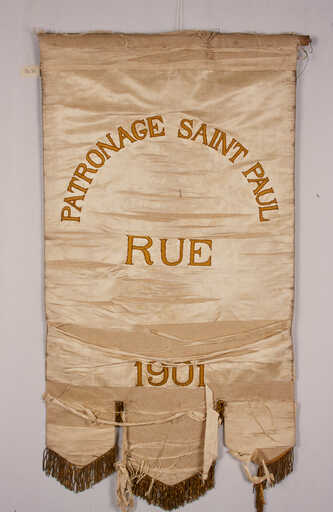 PATRONAGE SAINT PAUL
RUE
1901